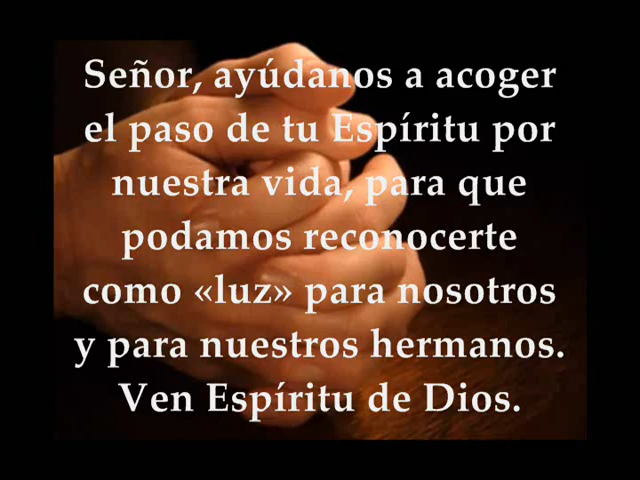 Señor, ayúdanos a acoger
el paso de tu Espíritu por
nuestra vida, para que
podamos reconocerte
como «luz» para nosotros
y para nuestros hermanos.
Ven Espíritu de Dios.